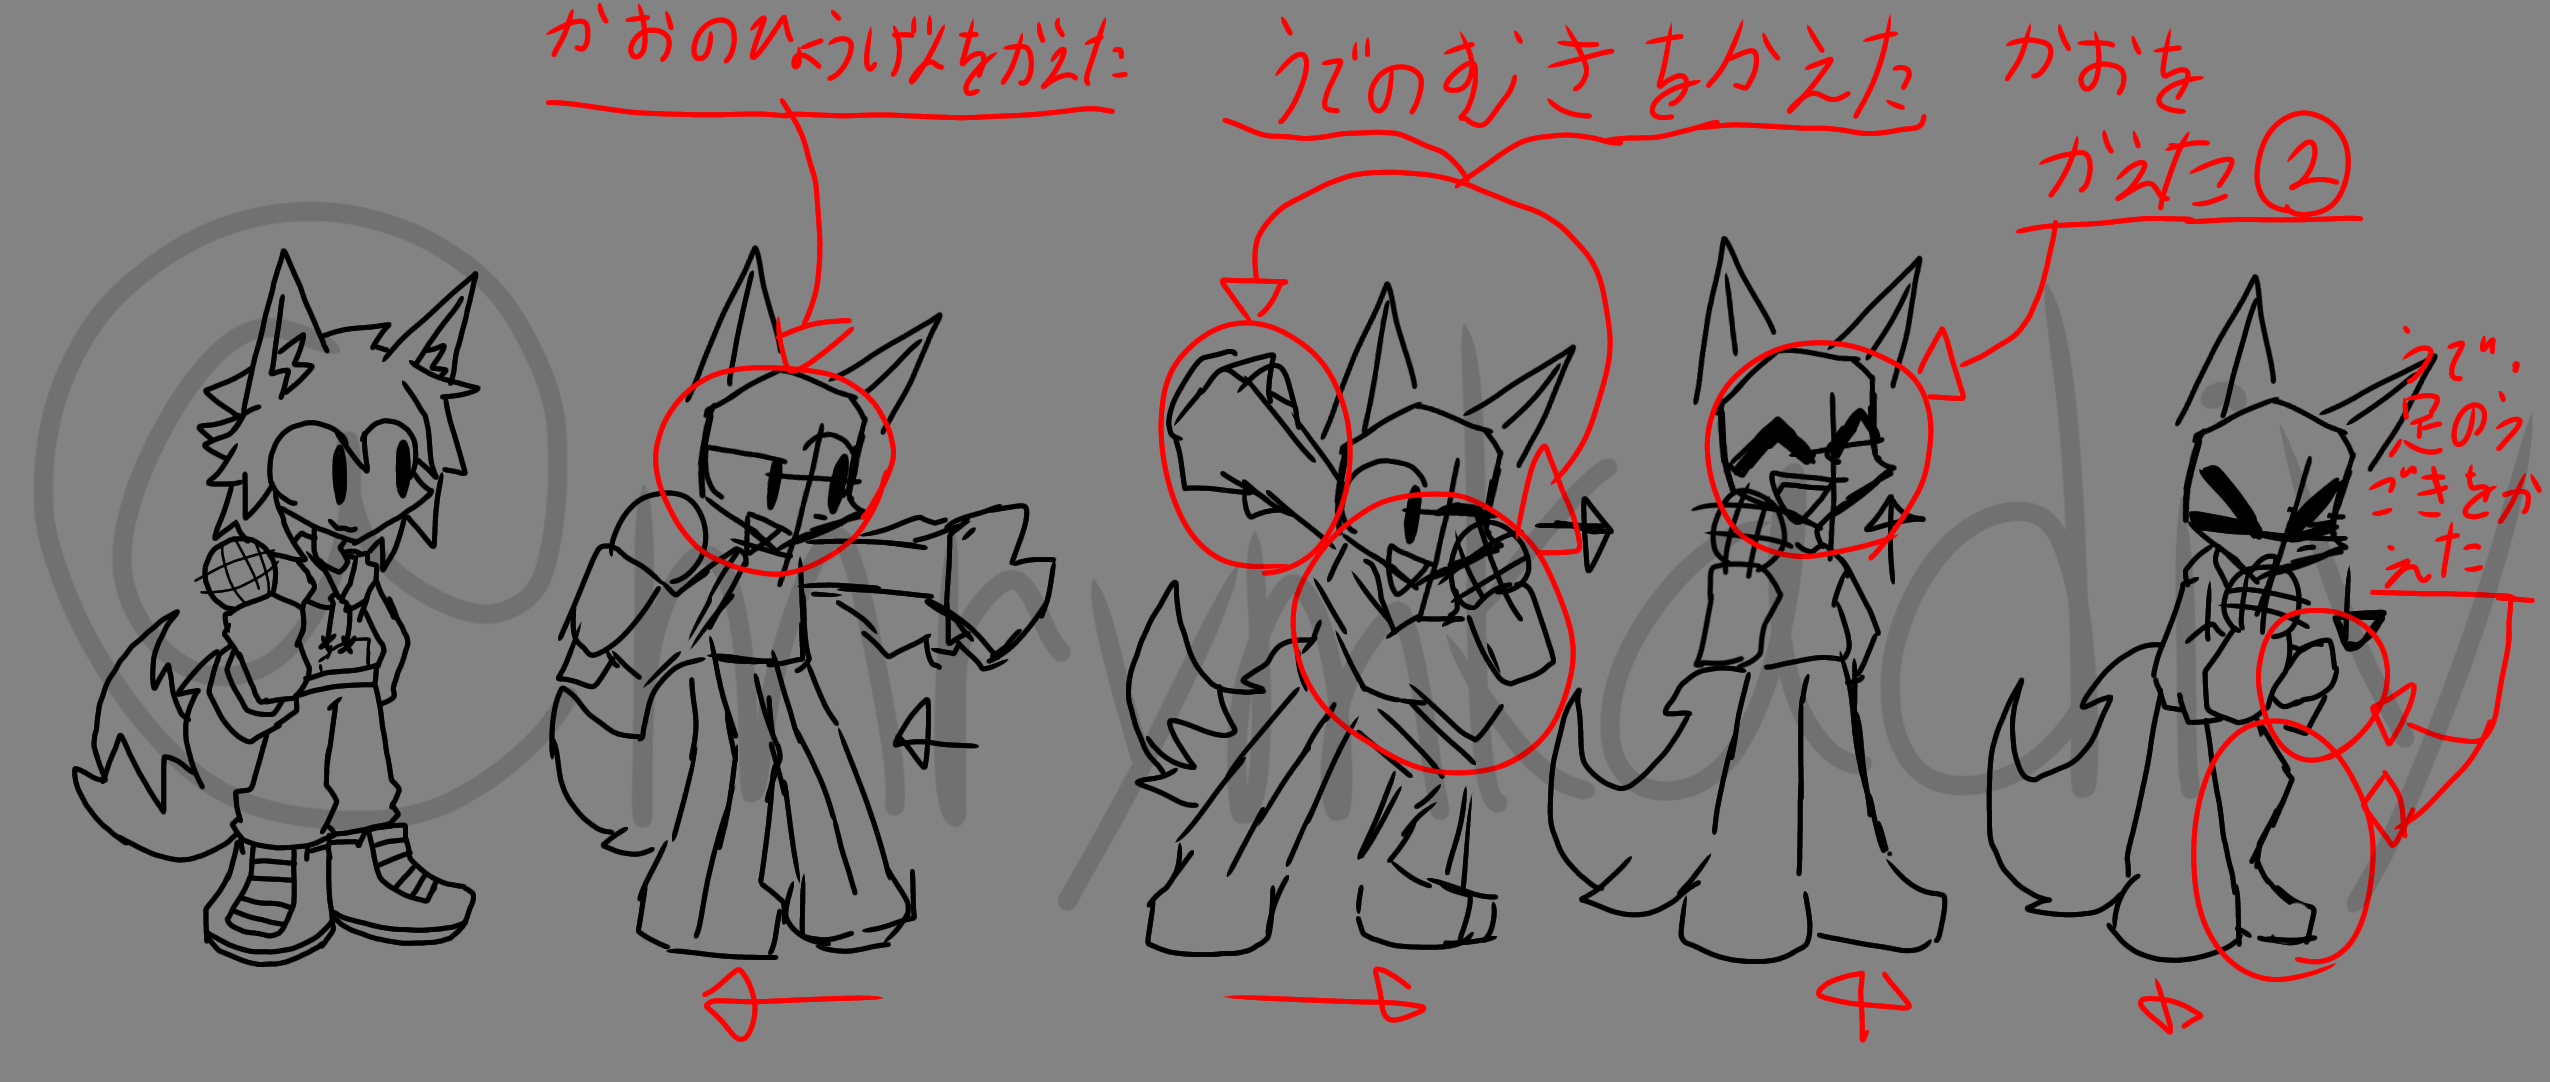 かおのひょうげんをかえた
うでのむきをかえた
かおを
かえた②
うで、
足のう
ごきをか
えた